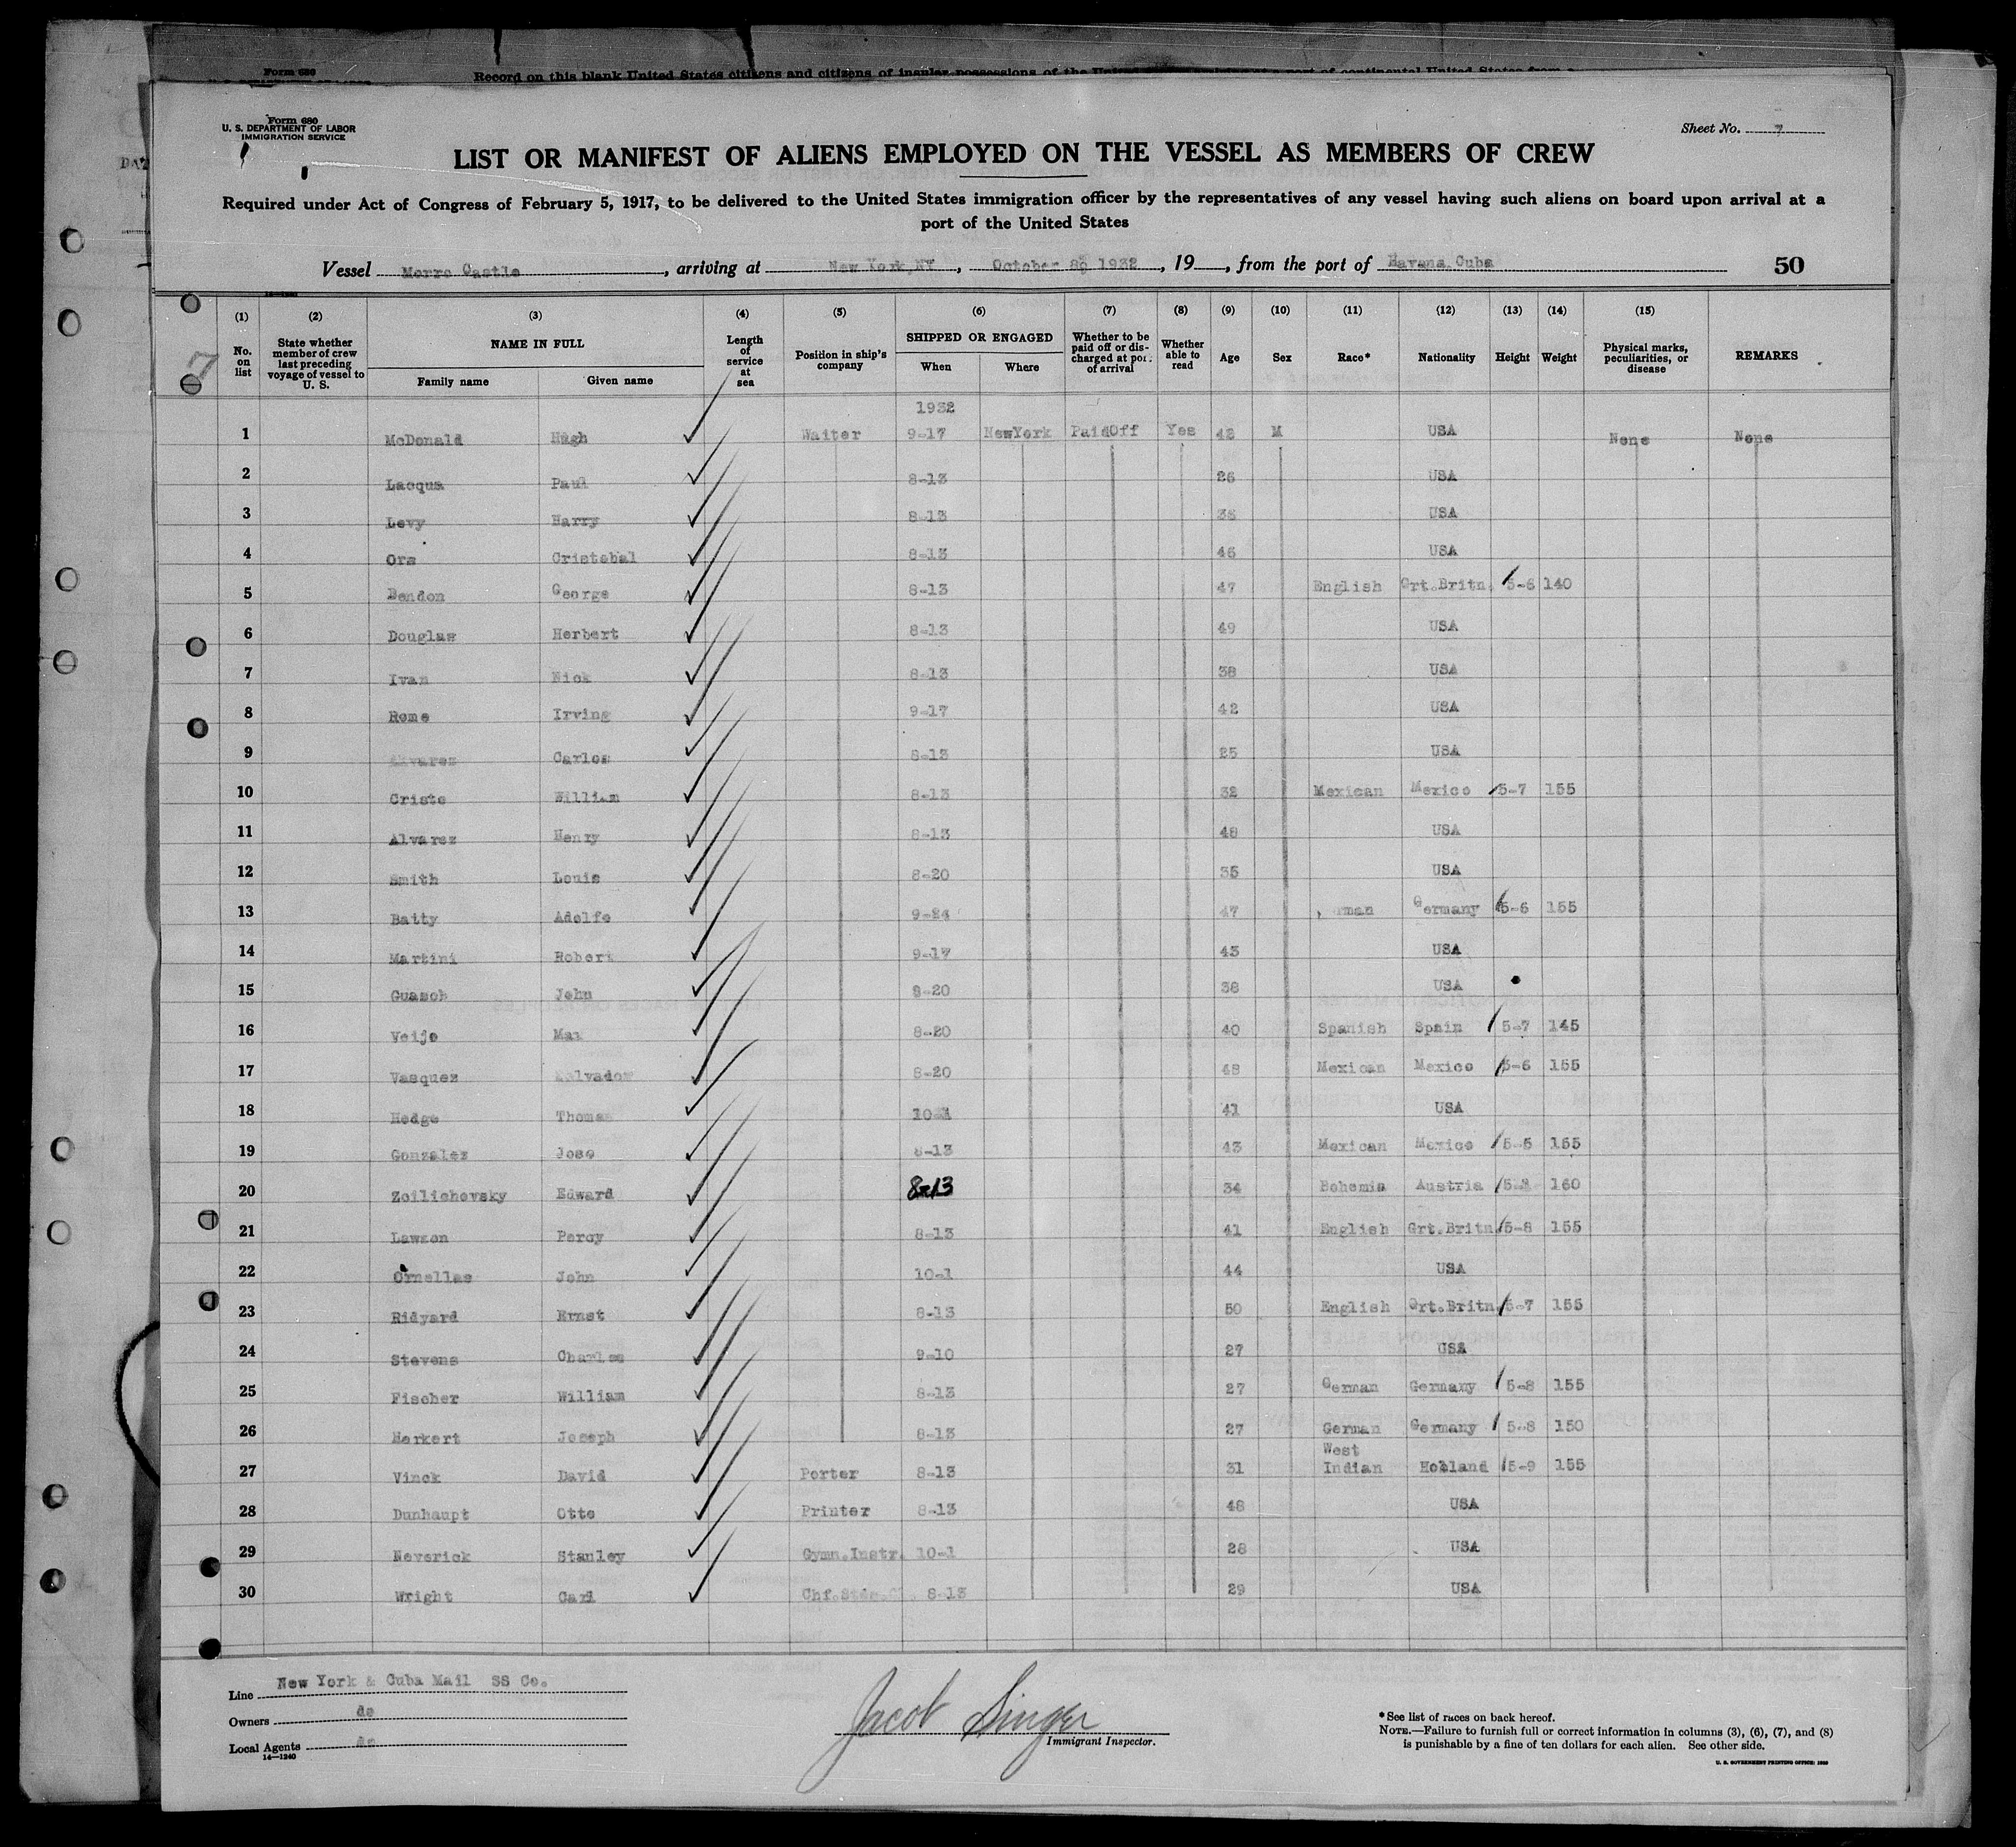 Form 680
Record on this blank United States citizens and citizens of insular possessions of the
Form 680
U. S. DEPARTMENT OF LABOR
IMMIGRATION SERVICE
Sheet No. 7
LIST OR MANIFEST OF ALIENS EMPLOYED ON THE VESSEL AS MEMBERS OF CREW
Required under Act of Congress of February 5, 1917, to be delivered to the United States immigration officer by the representatives of any vessel having such aliens on board upon arrival at a
port of the United States
Vessel Morro Castle, arriving at New York, NY, October 1932, 19, from the port of Havana Cuba 50
7
(1) (2) (3) (4) (5) (6) (7) (8) (9) (10) (11) (12) (13) (14) (15)
No. on list State whether member of crew last preceding voyage of vessel to U. S. NAME IN FULL Family name Given name Length of service at sea Position in ship's company SHIPPED OR ENGAGED When Where Whether to be paid off or discharged at port of arrival Whether able to read Age Sex Race* Nationality Height Weight Physical marks, peculiarities, or disease REMARKS
1932
1 McDonald Hugh Waiter 9-17 NewYork PaidOff Yes 42 M USA None None
2 Lacqua Paul 8-13 26 USA
3 Levy Harry 8-13 USA
4 Ors Cristobal 8-13 45 USA
5 Bendon George 8-13 47 English Grt.Britn. 5-6 140
6 Douglas Herbert 8-13 49 USA
7 Ivan Nick 8-13 38 USA
8 Rome Irving 9-17 42 USA
9 Alvarez Carlos 8-13 25 USA
10 Cristo William 8-13 32 Mexican Mexico 5-7 155
11 Alvarez Henry 8-13 48 USA
12 Smith Louis 8-20 35 USA
13 Batty Adolfo 9-24 47 German Germany 5-6 155
14 Martini Robert 9-17 43 USA
15 Guasch John 8-20 38 USA
16 Veijo Max 8-20 40 Spanish Spain 5-7 145
17 Vasquez Salvador 8-20 48 Mexican Mexico 5-6 155
18 Hodge Thomas 10-1 41 USA
19 Gonzalez Jose 8-13 43 Mexican Mexico 5-5 155
20 Zoilichovsky Edward 8-13 34 Bohemia Austria 160
21 Lawson Percy 8-13 41 English Grt.Britn 5-8 155
22 Ornellas John 10-1 44 USA
23 Ridyard Ernst 8-13 50 English Grt.Britn 5-7 155
24 Stevens Charles 9-10 27 USA
25 Fischer William 8-13 27 German Germany 5-8 155
26 Herkert Joseph 8-13 27 German Germany 5-8 150
27 Vinck David Porter 8-13 31 West Indian Holland 5-9 155
28 Dunhaupt Otto Printer 8-13 48 USA
29 Neverick Stanley Gymn.Instr. 10-1 28 USA
30 Wright Carl Chf.Std. 8-13 29 USA
Line New York & Cuba Mail SS Co.
Owners do
Local Agents do
14—1240
Jacob Singer
Immigrant Inspector.
*See list of races on back hereof.
NOTE.—Failure to furnish full or correct information in columns (3), (6), (7), and (8)
is punishable by a fine of ten dollars for each alien. See other side.
U. S. GOVERNMENT PRINTING OFFICE: 1930